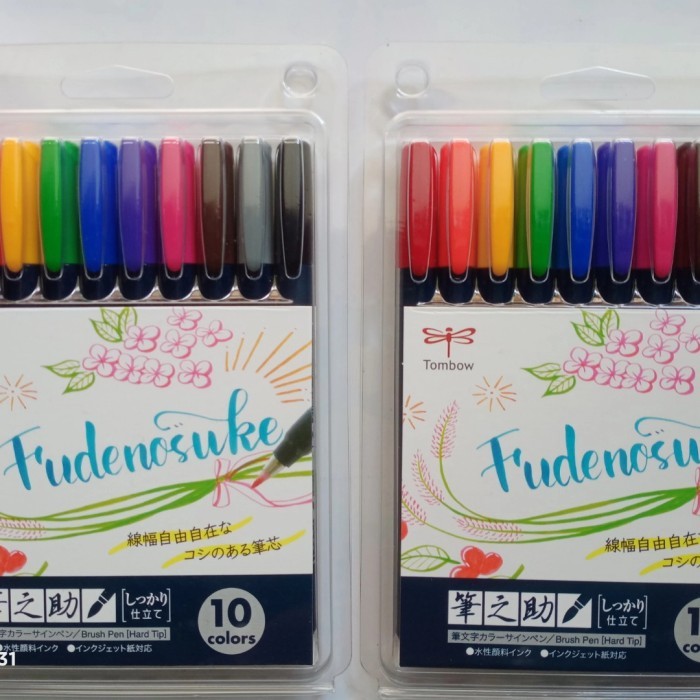 Fudenosuke
線幅自由自在な
コシのある筆芯
之助
[しっかり仕立て]
10 colors
文字カラーサインペン/Brush Pen [Hard Tip]
●水性顔料インク ●インクジェット紙対応
31
Tombow
Fudenosu
線幅自由自在
コシの
筆之助
[しっかり仕立て]
筆文字カラーサインペン/Brush Pen [Hard Tip]
●水性顔料インク ●インクジェット紙対応